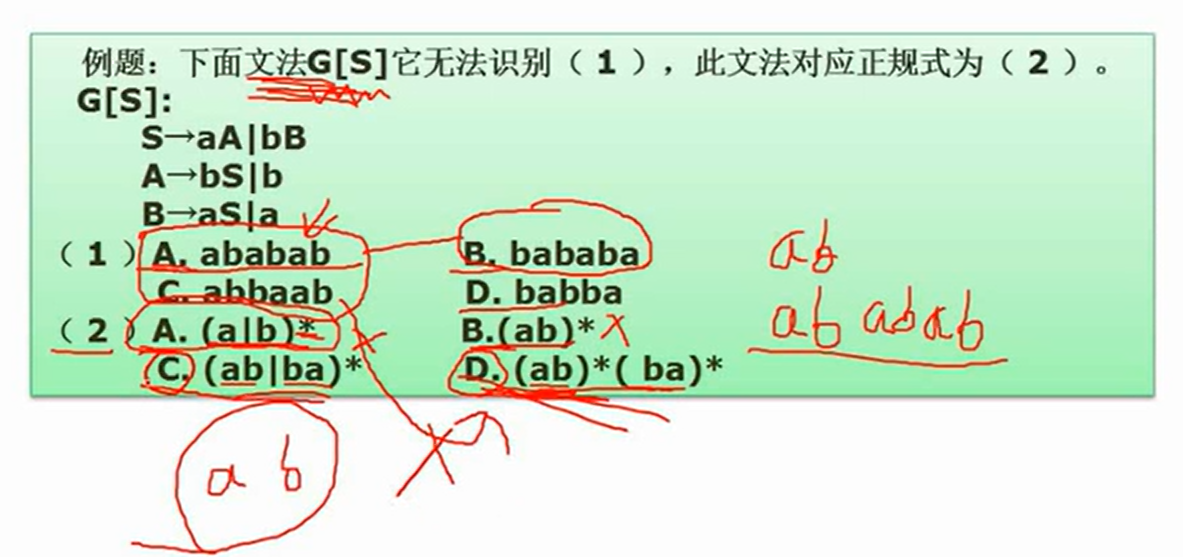 例题：下面文法G[S]它无法识别（ 1 ），此文法对应正规式为（ 2 ）。
G[S]:
S→aA|bB
A→bS|b
B→aS|a
（ 1 ）A. ababab B. bababa
C. abbaab D. babba
（ 2 ）A. (a|b)* B.(ab)*
C. (ab|ba)* D. (ab)*( ba)*
ab
ab ab ab
a b